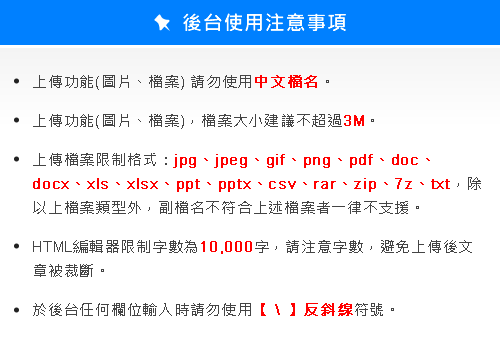 後台使用注意事項
上傳功能(圖片、檔案) 請勿使用中文檔名。
上傳功能(圖片、檔案)，檔案大小建議不超過3M。
上傳檔案限制格式：jpg、jpeg、gif、png、pdf、doc、
docx、xls、xlsx、ppt、pptx、csv、rar、zip、7z、txt，除
以上檔案類型外，副檔名不符合上述檔案者一律不支援。
HTML編輯器限制字數為10,000字，請注意字數，避免上傳後文
章被裁斷。
於後台任何欄位輸入時請勿使用【 \ 】反斜線符號。